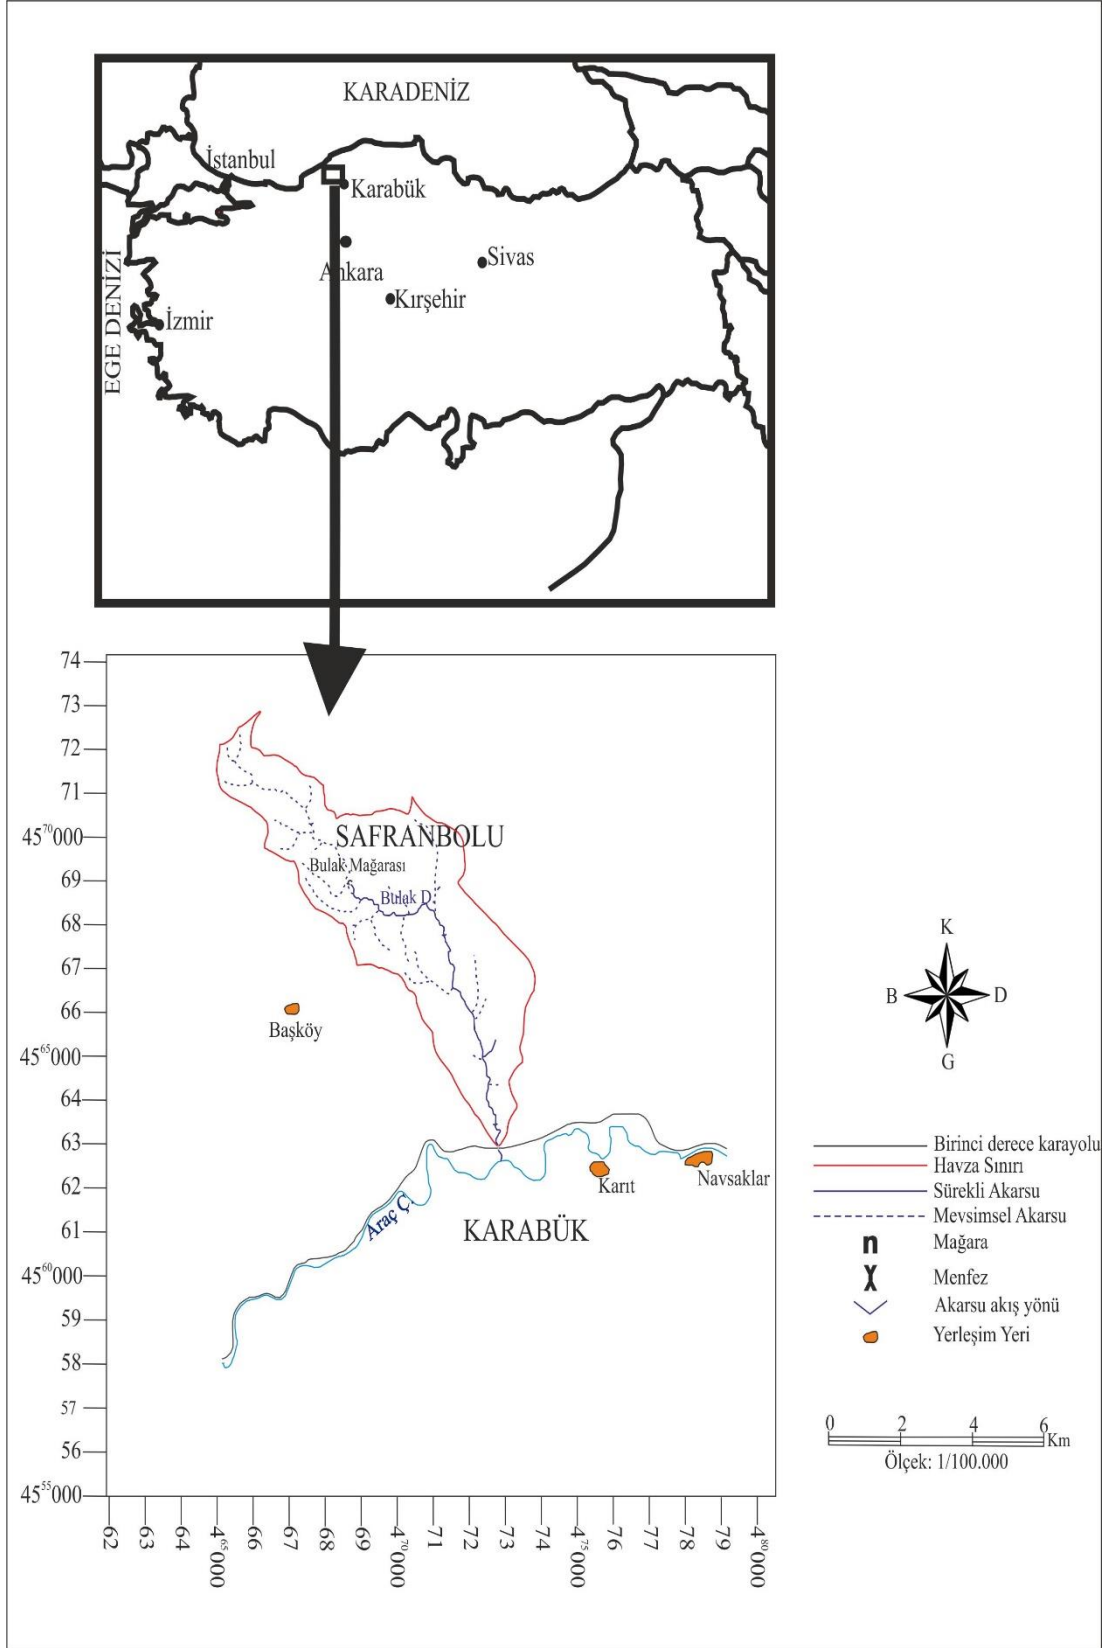 KARADENİZ
İstanbul
Karabük
Ankara
Sivas
Kırşehir
İzmir
EGE DENİZİ
74
73
72
71
45⁷⁰000
69
68
67
66
45⁶⁵000
64
63
62
61
45⁶⁰000
59
58
57
56
45⁵⁵000
SAFRANBOLU
Bulak Mağarası
Bulak D.
Başköy
Karıt
Navsaklar
Araç Ç.
KARABÜK
62
63
64
4⁶⁵000
66
67
68
69
4⁷⁰000
71
72
73
74
4⁷⁵000
76
77
78
79
4⁸⁰000
K
B
D
G
Birinci derece karayolu
Havza Sınırı
Sürekli Akarsu
Mevsimsel Akarsu
Mağara
Menfez
Akarsu akış yönü
Yerleşim Yeri
0 2 4 6
Km
Ölçek: 1/100.000